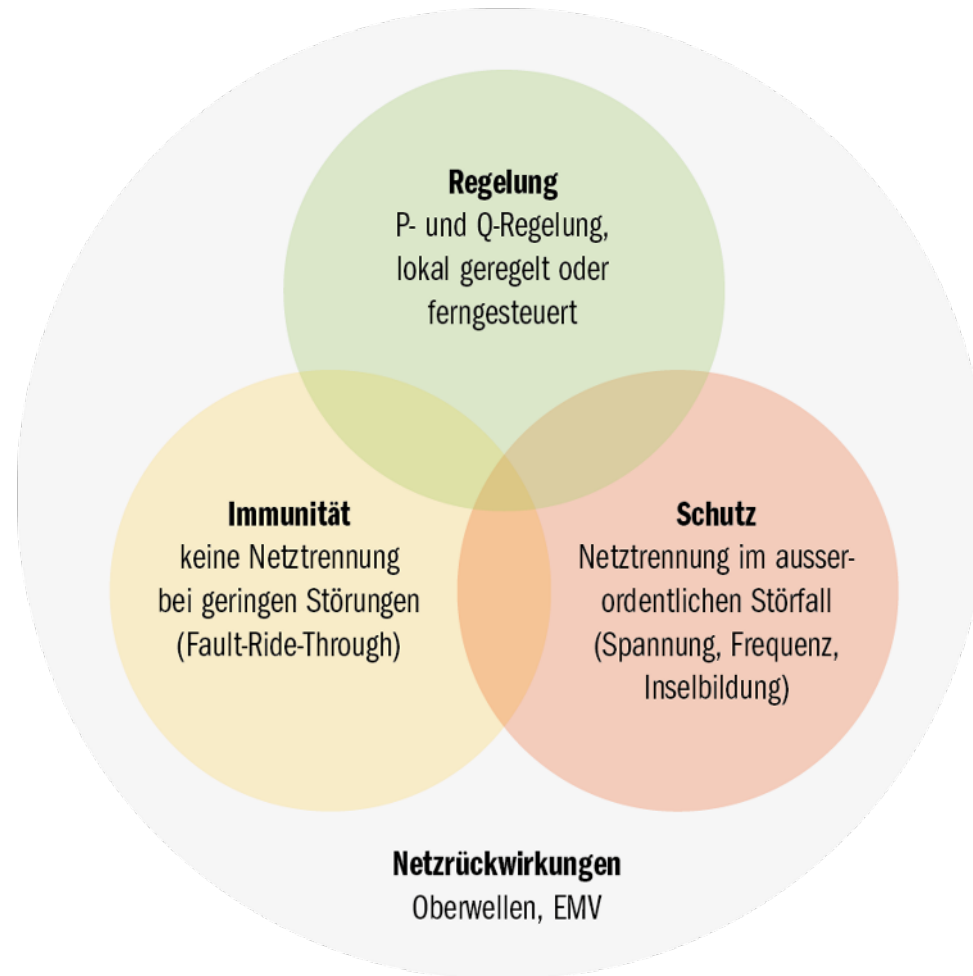 Regelung
P- und Q-Regelung,
lokal geregelt oder
ferngesteuert
Immunität
keine Netztrennung
bei geringen Störungen
(Fault-Ride-Through)
Schutz
Netztrennung im ausser-
ordentlichen Störfall
(Spannung, Frequenz,
Inselbildung)
Netzrückwirkungen
Oberwellen, EMV